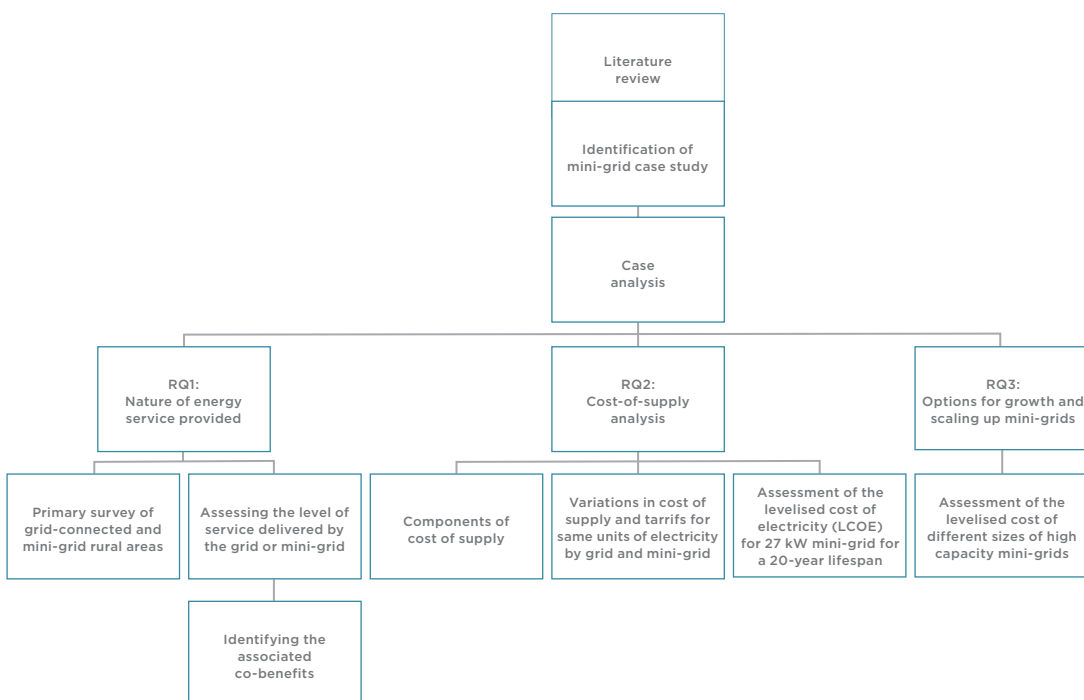 Literature
review
Identification of
mini-grid case study
Case
analysis
RQ1:
Nature of energy
service provided
RQ2:
Cost-of-supply
analysis
RQ3:
Options for growth and
scaling up mini-grids
Primary survey of
grid-connected and
mini-grid rural areas
Assessing the level of
service delivered by
the grid or mini-grid
Components of
cost of supply
Variations in cost of
supply and tarrifs for
same units of electricity
by grid and mini-grid
Assessment of the
levelised cost of
electricity (LCOE)
for 27 kW mini-grid for
a 20-year lifespan
Assessment of the
levelised cost of
different sizes of high
capacity mini-grids
Identifying the
associated
co-benefits